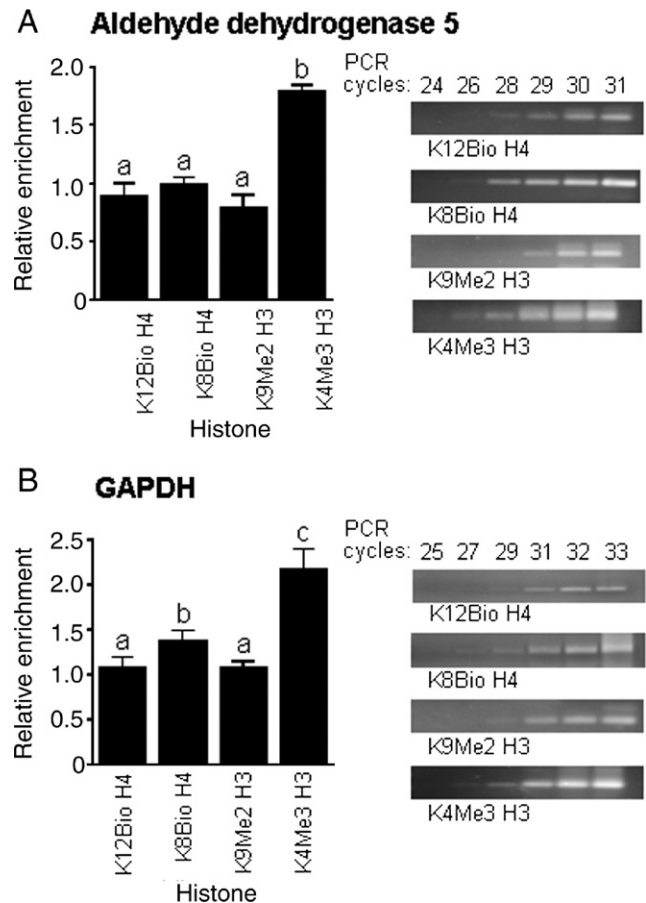 A Aldehyde dehydrogenase 5
Relative enrichment
2.0
1.5
1.0
0.5
0
a a a b
K12Bio H4
K8Bio H4
K9Me2 H3
K4Me3 H3
Histone
PCR
cycles: 24 26 28 29 30 31
K12Bio H4
K8Bio H4
K9Me2 H3
K4Me3 H3
B GAPDH
Relative enrichment
2.5
2.0
1.5
1.0
0.5
0
a b a c
K12Bio H4
K8Bio H4
K9Me2 H3
K4Me3 H3
Histone
PCR
cycles: 25 27 29 31 32 33
K12Bio H4
K8Bio H4
K9Me2 H3
K4Me3 H3